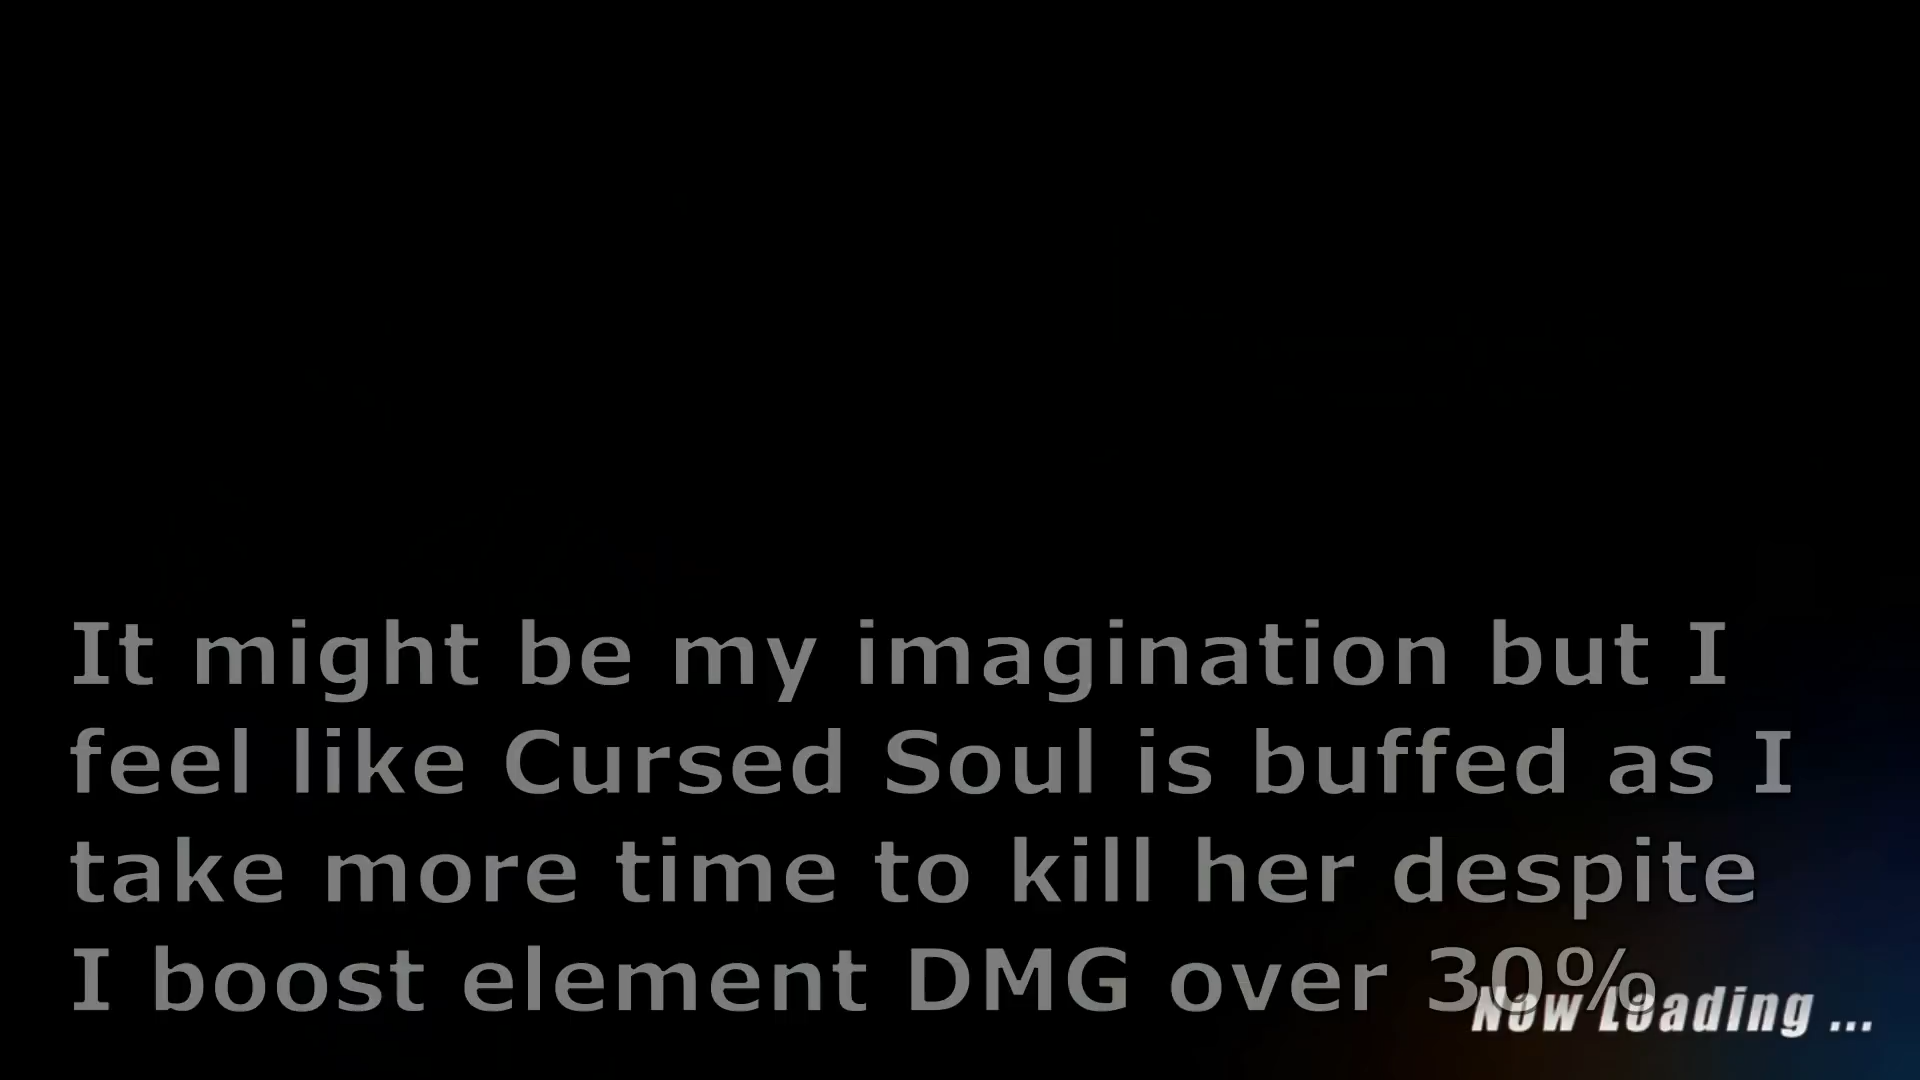 It might be my imagination but I
feel like Cursed Soul is buffed as I
take more time to kill her despite
I boost element DMG over 30%
Now Loading ...